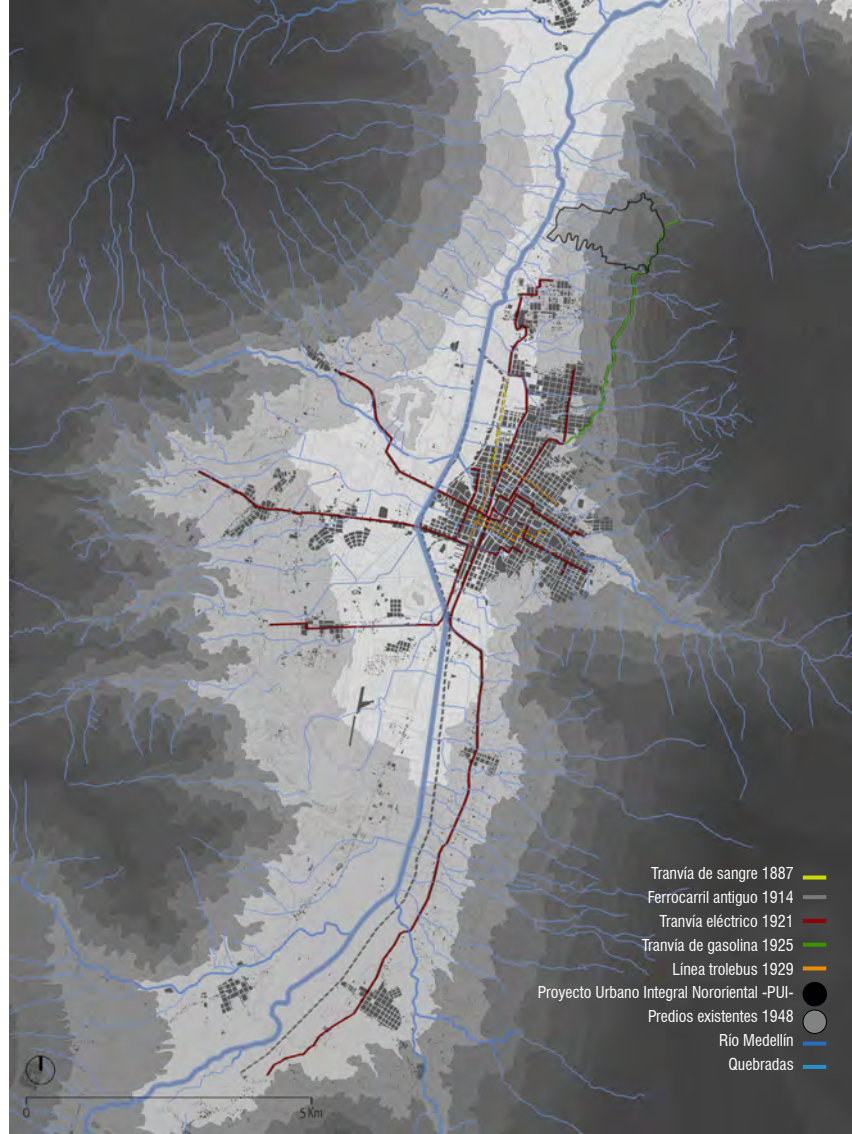 Tranvía de sangre 1887
Ferrocarril antiguo 1914
Tranvía eléctrico 1921
Tranvía de gasolina 1925
Línea trolebus 1929
Proyecto Urbano Integral Nororiental -PUI-
Predios existentes 1948
Río Medellín
Quebradas
0
5 Km